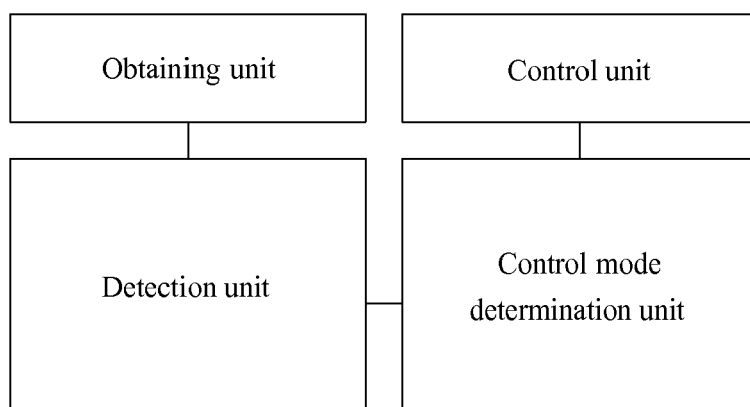 Obtaining unit
Control unit
Detection unit
Control mode
determination unit